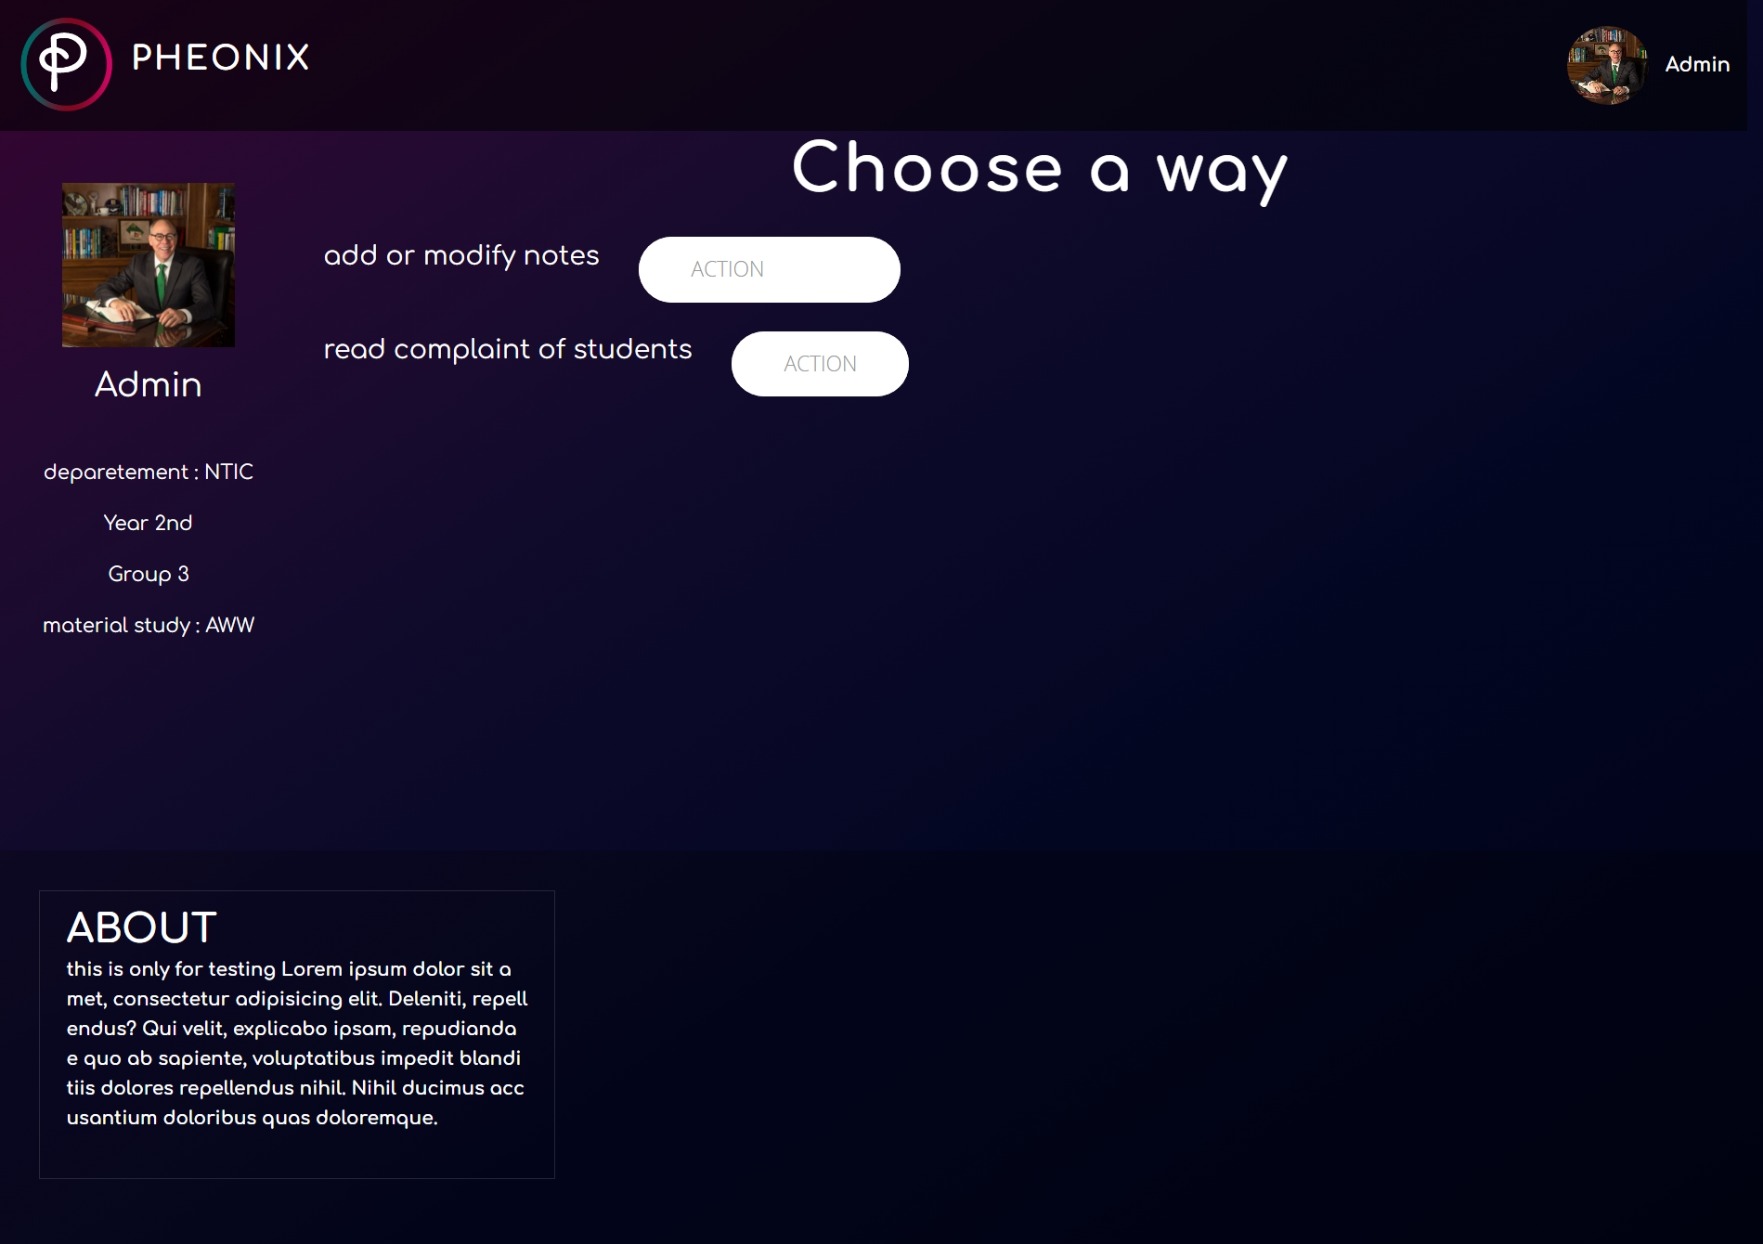 PHEONIX
Admin
Choose a way
add or modify notes
ACTION
read complaint of students
ACTION
Admin
deparetement : NTIC
Year 2nd
Group 3
material study : AWW
ABOUT
this is only for testing Lorem ipsum dolor sit a
met, consectetur adipisicing elit. Deleniti, repell
endus? Qui velit, explicabo ipsam, repudianda
e quo ab sapiente, voluptatibus impedit blandi
tiis dolores repellendus nihil. Nihil ducimus acc
usantium doloribus quas doloremque.